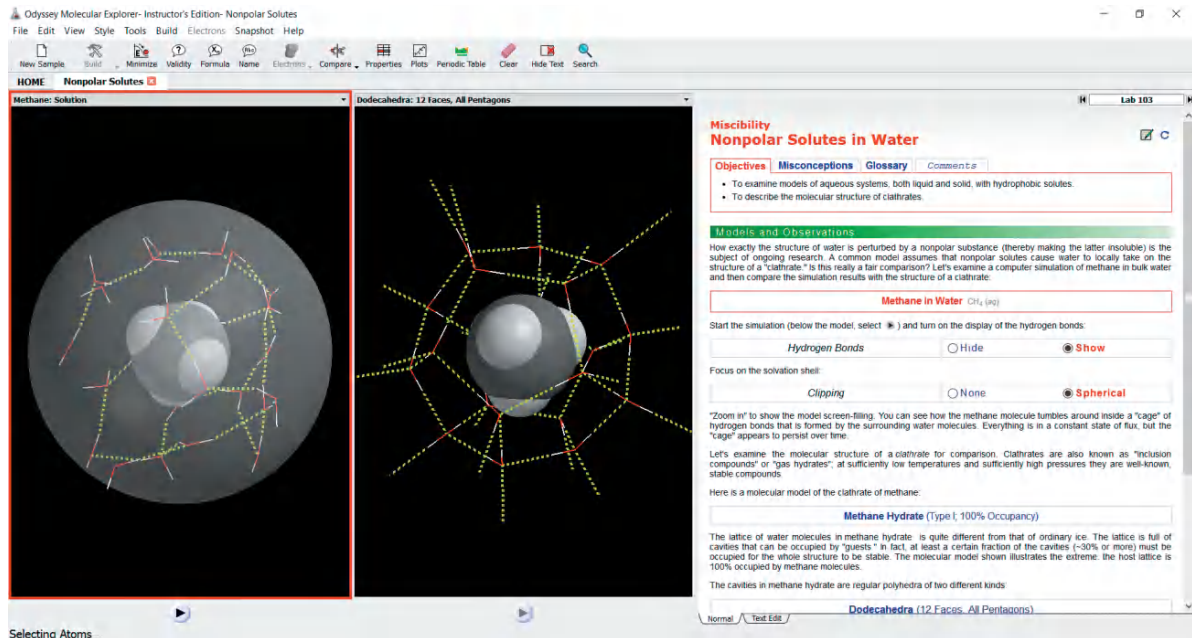 Odyssey Molecular Explorer- Instructor's Edition- Nonpolar Solutes
File Edit View Style Tools Build Electrons Snapshot Help
New Sample Build Minimize Validity Formula Name Electrons Compare Properties Plots Periodic Table Clear Hide Text Search
HOME Nonpolar Solutes
Methane: Solution
Dodecahedra: 12 Faces, All Pentagons
Lab 103
Miscibility
Nonpolar Solutes in Water
Objectives Misconceptions Glossary Comments
• To examine models of aqueous systems, both liquid and solid, with hydrophobic solutes.
• To describe the molecular structure of clathrates.
Models and Observations
How exactly the structure of water is perturbed by a nonpolar substance (thereby making the latter insoluble) is the
subject of ongoing research. A common model assumes that nonpolar solutes cause water to locally take on the
structure of a "clathrate." Is this really a fair comparison? Let's examine a computer simulation of methane in bulk water
and then compare the simulation results with the structure of a clathrate:
Methane in Water CH₄ (aq)
Start the simulation (below the model, select ) and turn on the display of the hydrogen bonds:
Hydrogen Bonds Hide Show
Focus on the solvation shell:
Clipping None Spherical
"Zoom in" to show the model screen-filling. You can see how the methane molecule tumbles around inside a "cage" of
hydrogen bonds that is formed by the surrounding water molecules. Everything is in a constant state of flux, but the
"cage" appears to persist over time.
Let's examine the molecular structure of a clathrate for comparison. Clathrates are also known as "inclusion
compounds" or "gas hydrates"; at sufficiently low temperatures and sufficiently high pressures they are well-known,
stable compounds.
Here is a molecular model of the clathrate of methane:
Methane Hydrate (Type I; 100% Occupancy)
The lattice of water molecules in methane hydrate is quite different from that of ordinary ice. The lattice is full of
cavities that can be occupied by "guests." In fact, at least a certain fraction of the cavities (~30% or more) must be
occupied for the whole structure to be stable. The molecular model shown illustrates the extreme: the host lattice is
100% occupied by methane molecules.
The cavities in methane hydrate are regular polyhedra of two different kinds:
Dodecahedra (12 Faces, All Pentagons)
Normal Text Edit
Selecting Atoms